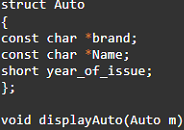 struct Auto
{
const char *brand;
const char *Name;
short year_of_issue;
};
void displayAuto(Auto m)